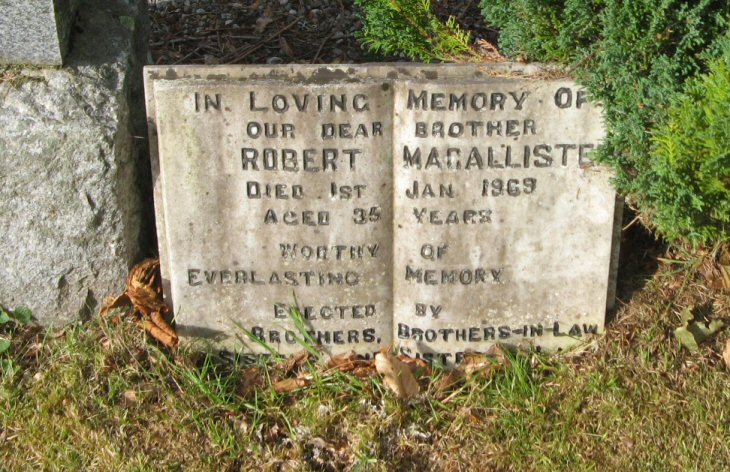 IN LOVING MEMORY OF
OUR DEAR BROTHER
ROBERT MACALLISTE
DIED 1ST JAN 1969
AGED 35 YEARS
WORTHY OF
EVERLASTING MEMORY
ERECTED BY
BROTHERS, BROTHERS-IN LAW